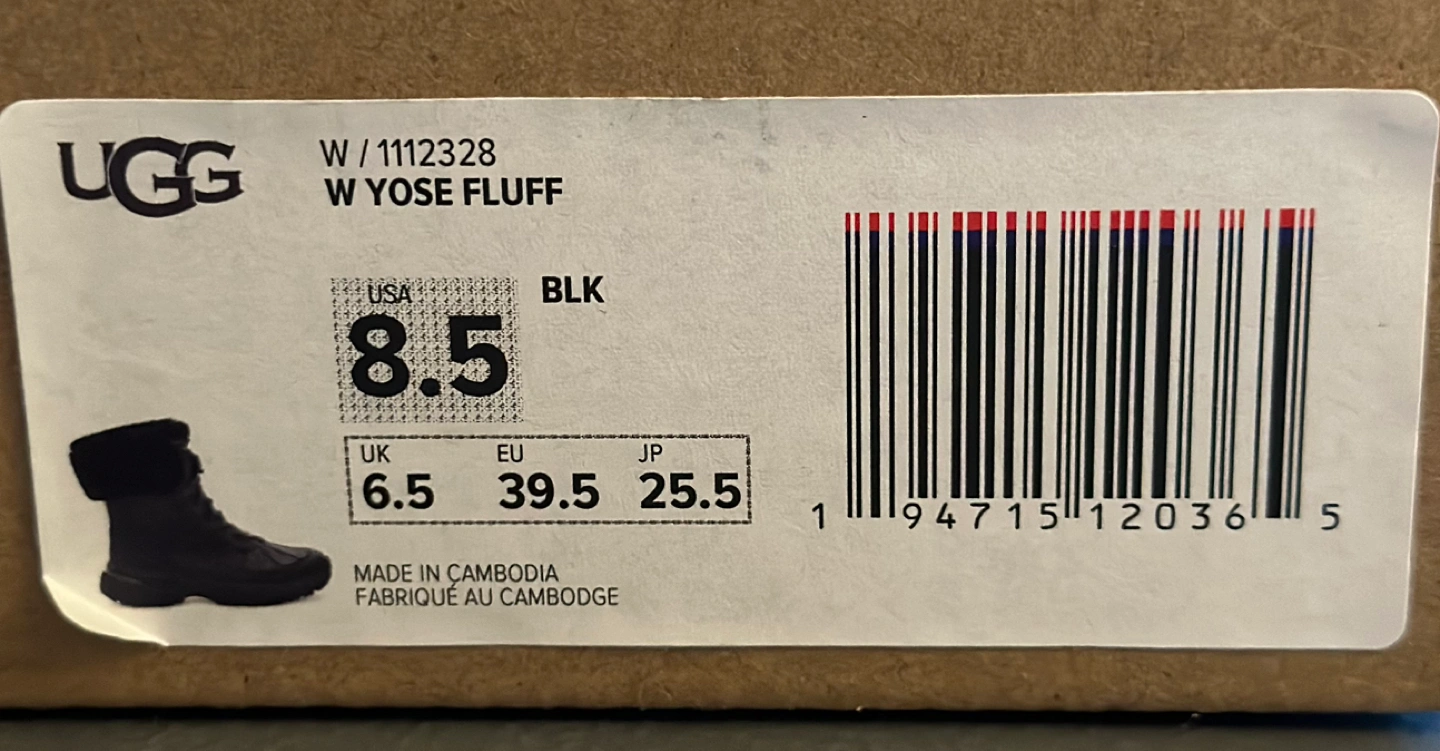 UGG
W / 1112328
W YOSE FLUFF
USA
8.5
BLK
UK EU JP
6.5 39.5 25.5
MADE IN CAMBODIA
FABRIQUÉ AU CAMBODGE
1 94715 12036 5